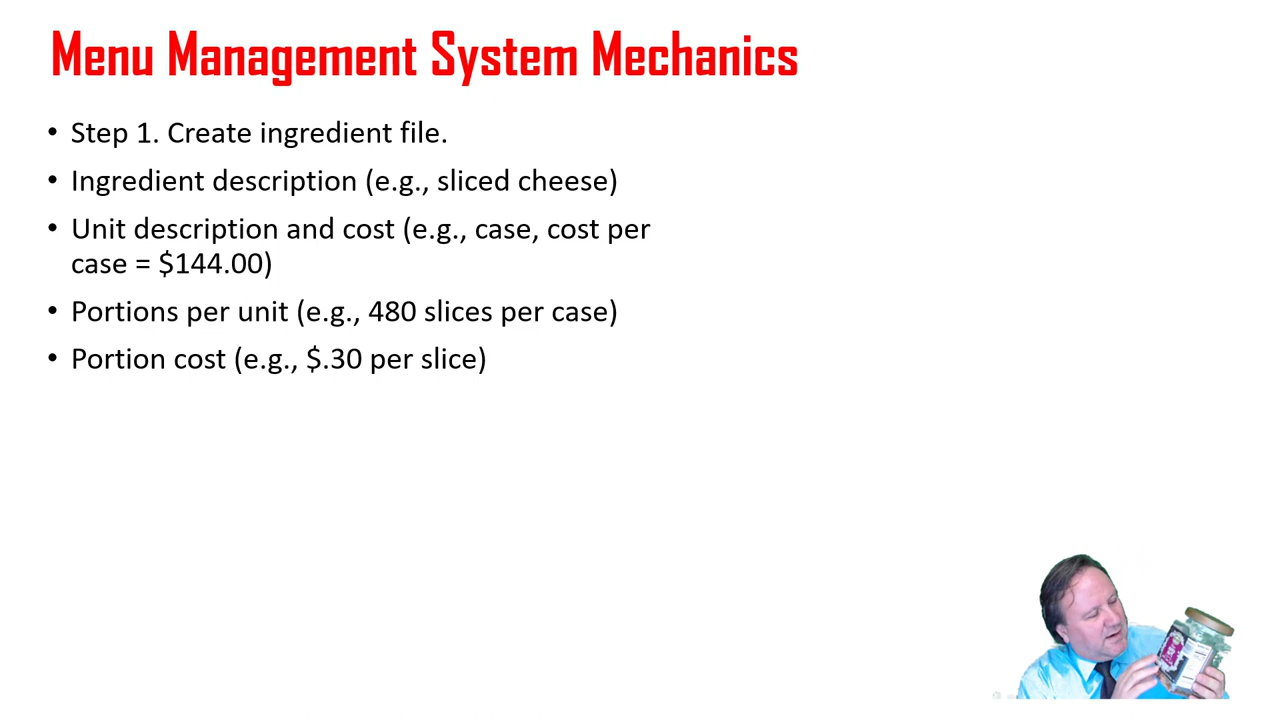 Menu Management System Mechanics
• Step 1. Create ingredient file.
• Ingredient description (e.g., sliced cheese)
• Unit description and cost (e.g., case, cost per
case = $144.00)
• Portions per unit (e.g., 480 slices per case)
• Portion cost (e.g., $.30 per slice)